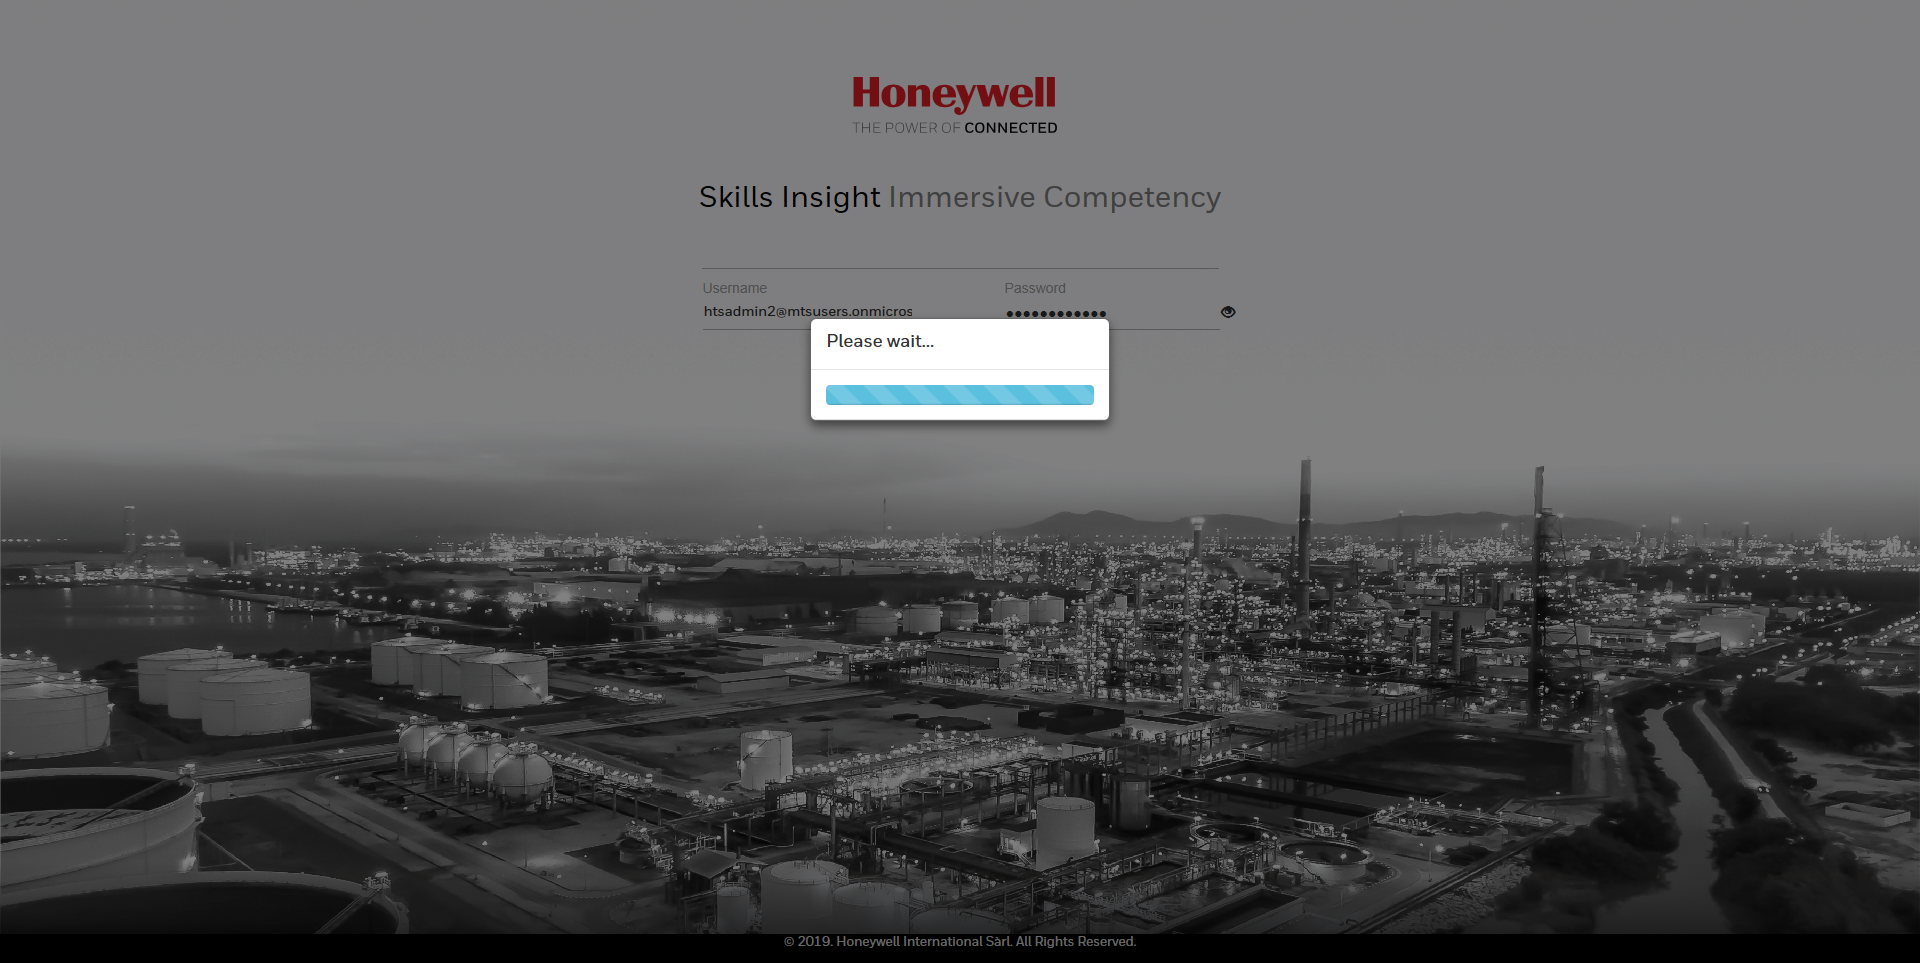 Honeywell
THE POWER OF CONNECTED
Skills Insight Immersive Competency
Username
Password
htsadmin2@mtsusers.onmicros
●●●●●●●●●●●●
Please wait...
© 2019. Honeywell International Sàrl. All Rights Reserved.